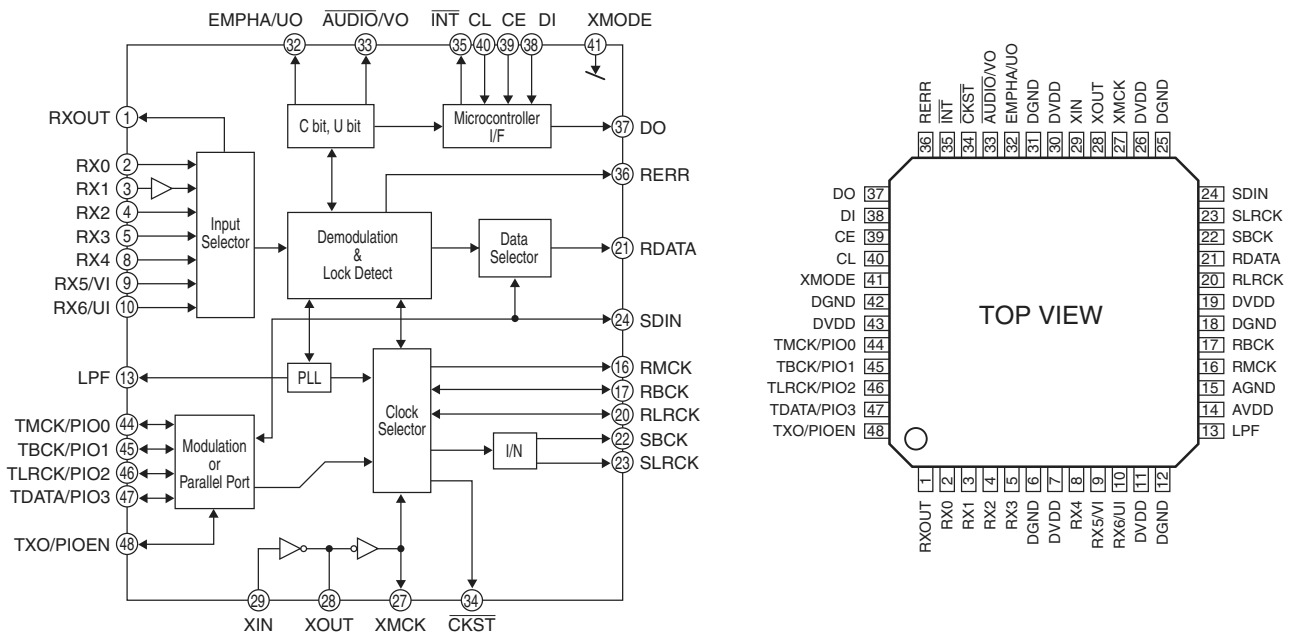 EMPHA/UO AUDIO/VO INT CL CE DI XMODE
32 33 35 40 39 38 41
RXOUT 1
C bit, U bit
Microcontroller
I/F
37 DO
RX0 2
RX1 3
RX2 4
RX3 5
RX4 8
RX5/VI 9
RX6/UI 10
Input
Selector
36 RERR
Demodulation
&
Lock Detect
Data
Selector
21 RDATA
24 SDIN
LPF 13
PLL
Clock
Selector
16 RMCK
17 RBCK
20 RLRCK
I/N
22 SBCK
23 SLRCK
TMCK/PIO0 44
TBCK/PIO1 45
TLRCK/PIO2 46
TDATA/PIO3 47
Modulation
or
Parallel Port
TXO/PIOEN 48
29 28 27 34
XIN XOUT XMCK CKST
RERR
INT
CKST
AUDIO/VO
EMPHA/UO
DGND
DVDD
XIN
XOUT
XMCK
DVDD
DGND
36 35 34 33 32 31 30 29 28 27 26 25
DO 37
DI 38
CE 39
CL 40
XMODE 41
DGND 42
DVDD 43
TMCK/PIO0 44
TBCK/PIO1 45
TLRCK/PIO2 46
TDATA/PIO3 47
TXO/PIOEN 48
TOP VIEW
24 SDIN
23 SLRCK
22 SBCK
21 RDATA
20 RLRCK
19 DVDD
18 DGND
17 RBCK
16 RMCK
15 AGND
14 AVDD
13 LPF
1 2 3 4 5 6 7 8 9 10 11 12
RXOUT
RX0
RX1
RX2
RX3
DGND
DVDD
RX4
RX5/VI
RX6/UI
DVDD
DGND